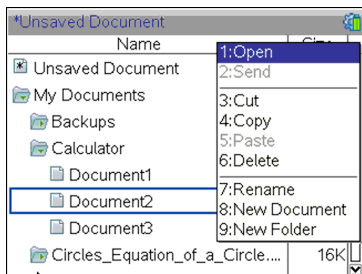 *Unsaved Document
Name
Unsaved Document
My Documents
Backups
Calculator
Document1
Document2
Document3
Circles_Equation_of_a_Circle.... 16K
1:Open
2:Send
3:Cut
4:Copy
5:Paste
6:Delete
7:Rename
8:New Document
9:New Folder